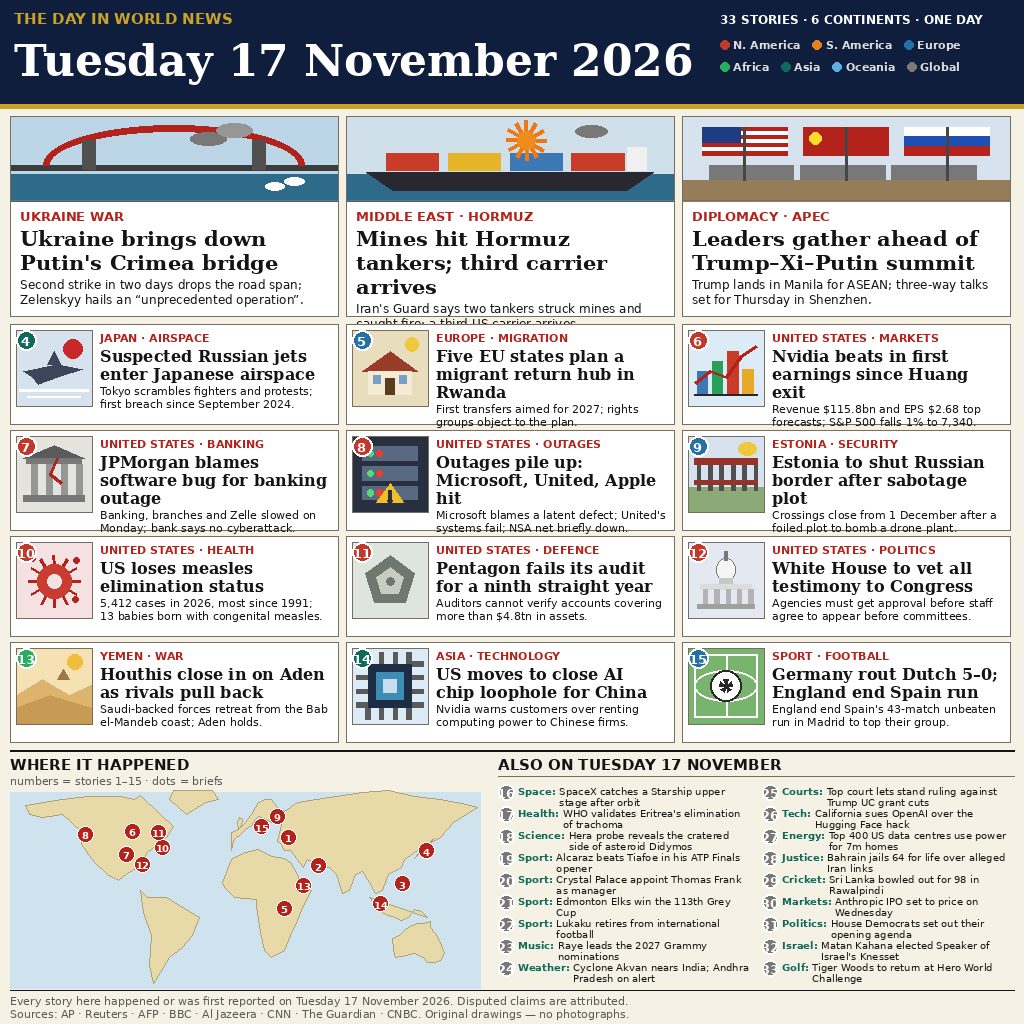 THE DAY IN WORLD NEWS
Tuesday 17 November 2026
33 STORIES · 6 CONTINENTS · ONE DAY
N. America S. America Europe
Africa Asia Oceania Global
UKRAINE WAR
Ukraine brings down
Putin's Crimea bridge
Second strike in two days drops the road span;
Zelenskyy hails an “unprecedented operation”.
MIDDLE EAST · HORMUZ
Mines hit Hormuz
tankers; third carrier
arrives
Iran's Guard says two tankers struck mines and
caught fire; a third US carrier arrives.
DIPLOMACY · APEC
Leaders gather ahead of
Trump–Xi–Putin summit
Trump lands in Manila for ASEAN; three-way talks
set for Thursday in Shenzhen.
4
JAPAN · AIRSPACE
Suspected Russian jets
enter Japanese airspace
Tokyo scrambles fighters and protests;
first breach since September 2024.
5
EUROPE · MIGRATION
Five EU states plan a
migrant return hub in
Rwanda
First transfers aimed for 2027; rights
groups object to the plan.
6
UNITED STATES · MARKETS
Nvidia beats in first
earnings since Huang
exit
Revenue $115.8bn and EPS $2.68 top
forecasts; S&P 500 falls 1% to 7,340.
7
UNITED STATES · BANKING
JPMorgan blames
software bug for banking
outage
Banking, branches and Zelle slowed on
Monday; bank says no cyberattack.
8
UNITED STATES · OUTAGES
Outages pile up:
Microsoft, United, Apple
hit
Microsoft blames a latent defect; United's
systems fail; NSA net briefly down.
9
ESTONIA · SECURITY
Estonia to shut Russian
border after sabotage
plot
Crossings close from 1 December after a
foiled plot to bomb a drone plant.
10
UNITED STATES · HEALTH
US loses measles
elimination status
5,412 cases in 2026, most since 1991;
13 babies born with congenital measles.
11
UNITED STATES · DEFENCE
Pentagon fails its audit
for a ninth straight year
Auditors cannot verify accounts covering
more than $4.8tn in assets.
12
UNITED STATES · POLITICS
White House to vet all
testimony to Congress
Agencies must get approval before staff
agree to appear before committees.
13
YEMEN · WAR
Houthis close in on Aden
as rivals pull back
Saudi-backed forces retreat from the Bab
el-Mandeb coast; Aden holds.
14
ASIA · TECHNOLOGY
US moves to close AI
chip loophole for China
Nvidia warns customers over renting
computing power to Chinese firms.
15
SPORT · FOOTBALL
Germany rout Dutch 5–0;
England end Spain run
England end Spain's 43-match unbeaten
run in Madrid to top their group.
WHERE IT HAPPENED
numbers = stories 1–15 · dots = briefs
8 6 11 10 7 12 9 15 1 2 13 5 4 3 14
ALSO ON TUESDAY 17 NOVEMBER
16 Space: SpaceX catches a Starship upper
stage after orbit
17 Health: WHO validates Eritrea's elimination
of trachoma
18 Science: Hera probe reveals the cratered
side of asteroid Didymos
19 Sport: Alcaraz beats Tiafoe in his ATP Finals
opener
20 Sport: Crystal Palace appoint Thomas Frank
as manager
21 Sport: Edmonton Elks win the 113th Grey
Cup
22 Sport: Lukaku retires from international
football
23 Music: Raye leads the 2027 Grammy
nominations
24 Weather: Cyclone Akvan nears India; Andhra
Pradesh on alert
25 Courts: Top court lets stand ruling against
Trump UC grant cuts
26 Tech: California sues OpenAI over the
Hugging Face hack
27 Energy: Top 400 US data centres use power
for 7m homes
28 Justice: Bahrain jails 64 for life over alleged
Iran links
29 Cricket: Sri Lanka bowled out for 98 in
Rawalpindi
30 Markets: Anthropic IPO set to price on
Wednesday
31 Politics: House Democrats set out their
opening agenda
32 Israel: Matan Kahana elected Speaker of
Israel's Knesset
33 Golf: Tiger Woods to return at Hero World
Challenge
Every story here happened or was first reported on Tuesday 17 November 2026. Disputed claims are attributed.
Sources: AP · Reuters · AFP · BBC · Al Jazeera · CNN · The Guardian · CNBC. Original drawings — no photographs.